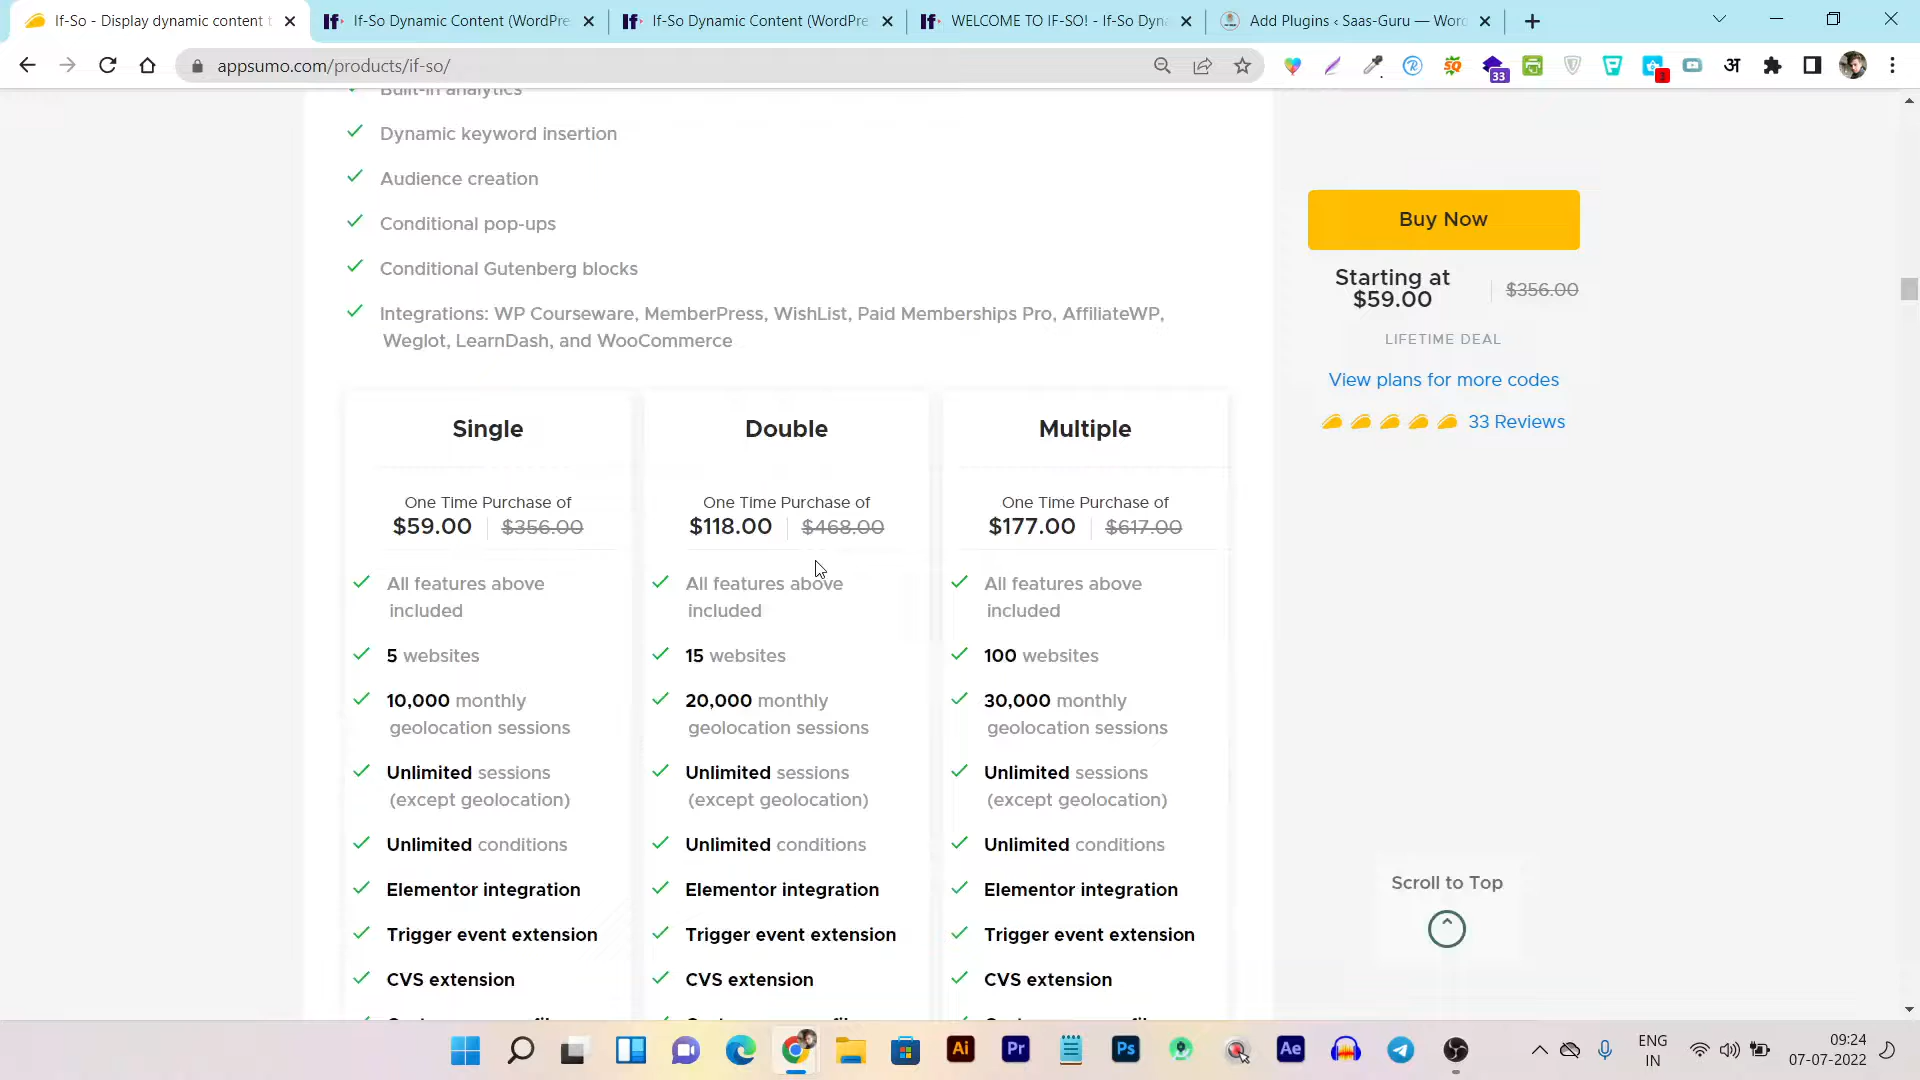 If-So - Display dynamic content t
If-So Dynamic Content (WordPre
If-So Dynamic Content (WordPre
WELCOME TO IF-SO! - If-So Dyna
Add Plugins ‹ Saas-Guru — Word
appsumo.com/products/if-so/
33
Built-in analytics
Dynamic keyword insertion
Audience creation
Conditional pop-ups
Conditional Gutenberg blocks
Integrations: WP Courseware, MemberPress, WishList, Paid Memberships Pro, AffiliateWP,
Weglot, LearnDash, and WooCommerce
Single
One Time Purchase of
$59.00 $356.00
All features above
included
5 websites
10,000 monthly
geolocation sessions
Unlimited sessions
(except geolocation)
Unlimited conditions
Elementor integration
Trigger event extension
CVS extension
Double
One Time Purchase of
$118.00 $468.00
All features above
included
15 websites
20,000 monthly
geolocation sessions
Unlimited sessions
(except geolocation)
Unlimited conditions
Elementor integration
Trigger event extension
CVS extension
Multiple
One Time Purchase of
$177.00 $617.00
All features above
included
100 websites
30,000 monthly
geolocation sessions
Unlimited sessions
(except geolocation)
Unlimited conditions
Elementor integration
Trigger event extension
CVS extension
Buy Now
Starting at
$59.00 $356.00
LIFETIME DEAL
View plans for more codes
33 Reviews
Scroll to Top
Ai
Pr
Ps
Ae
ENG
IN
09:24
07-07-2022